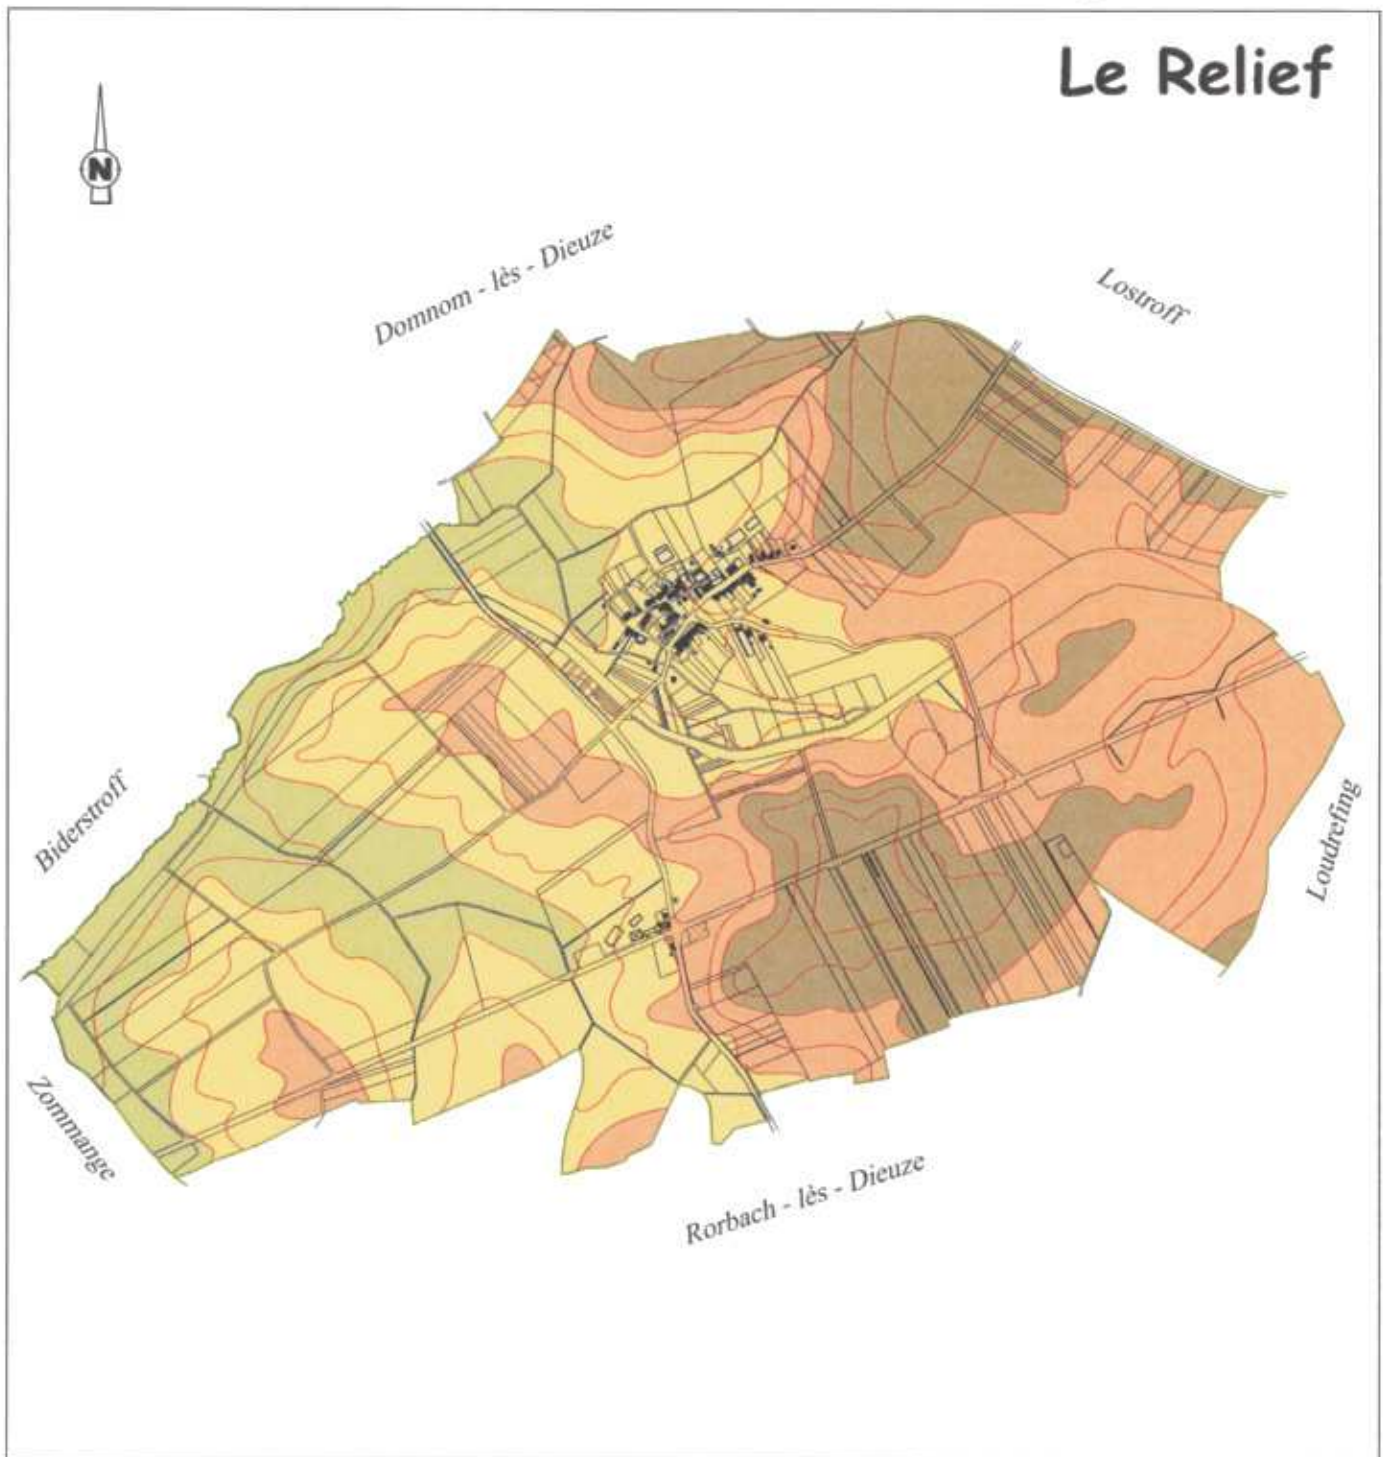 Le Relief
N
Domnom - lès - Dieuze
Lostroff
Biderstroff
Loudrefing
Zommange
Rorbach - lès - Dieuze